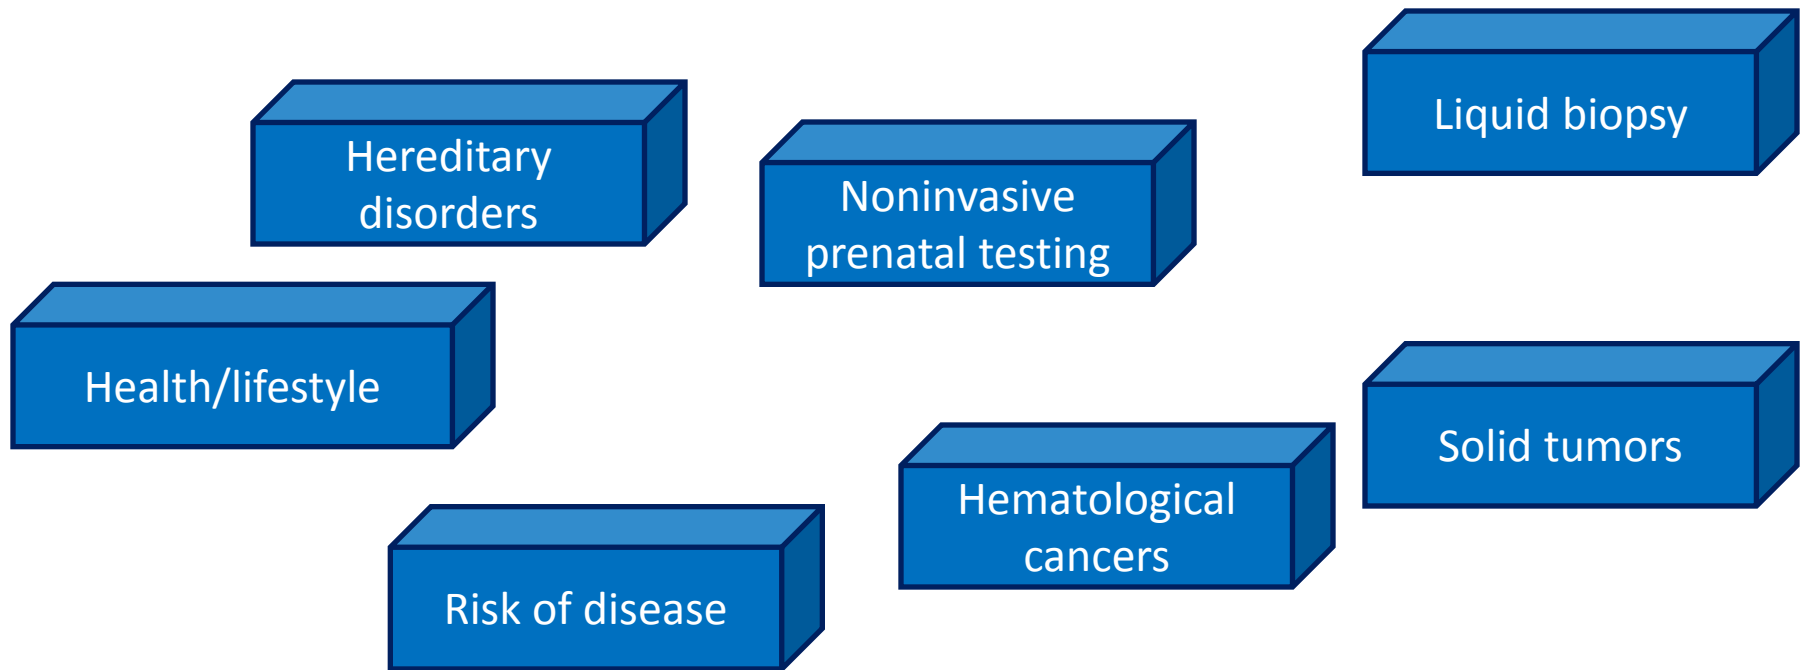 Liquid biopsy
Hereditary
disorders
Noninvasive
prenatal testing
Health/lifestyle
Solid tumors
Hematological
cancers
Risk of disease